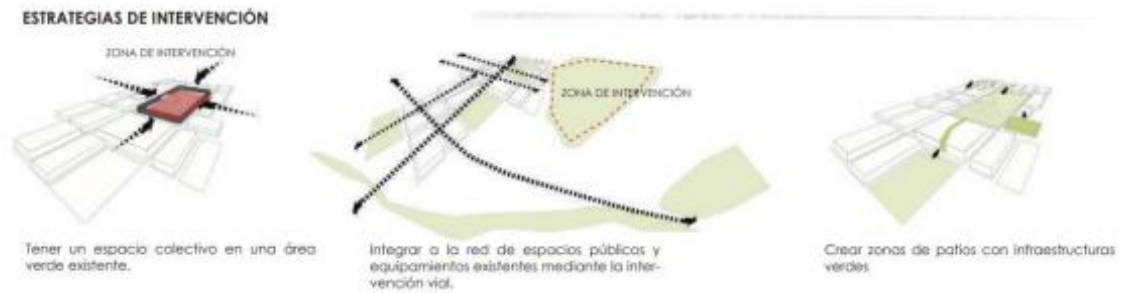 ESTRATEGIAS DE INTERVENCIÓN
ZONA DE INTERVENCIÓN
ZONA DE INTERVENCIÓN
Tener un espacio colectivo en una área
verde existente.
Integrar a la red de espacios públicos y
equipamientos existentes mediante la inter-
vención vial.
Crear zonas de patios con infraestructuras
verdes